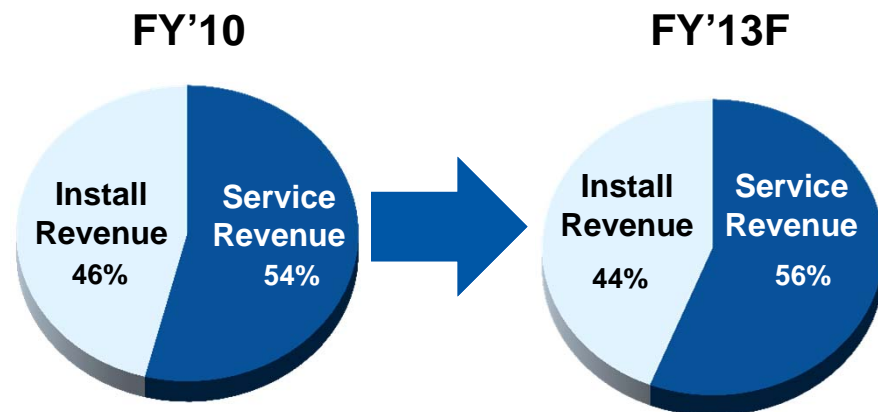 FY’10
Install
Revenue
46%
Service
Revenue
54%
FY’13F
Install
Revenue
44%
Service
Revenue
56%